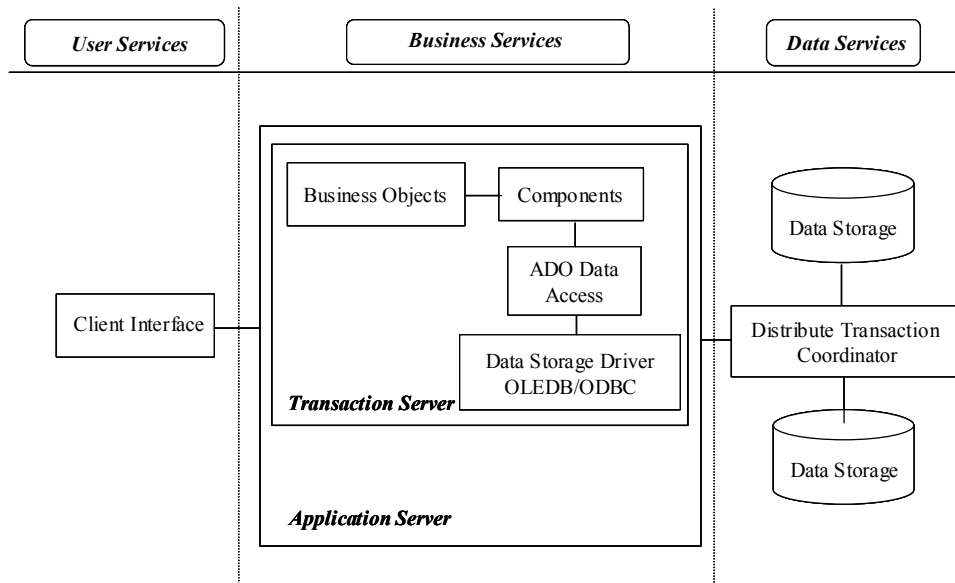 User Services
Business Services
Data Services
Business Objects
Components
ADO Data
Access
Data Storage Driver
OLEDB/ODBC
Transaction Server
Application Server
Client Interface
Data Storage
Distribute Transaction
Coordinator
Data Storage